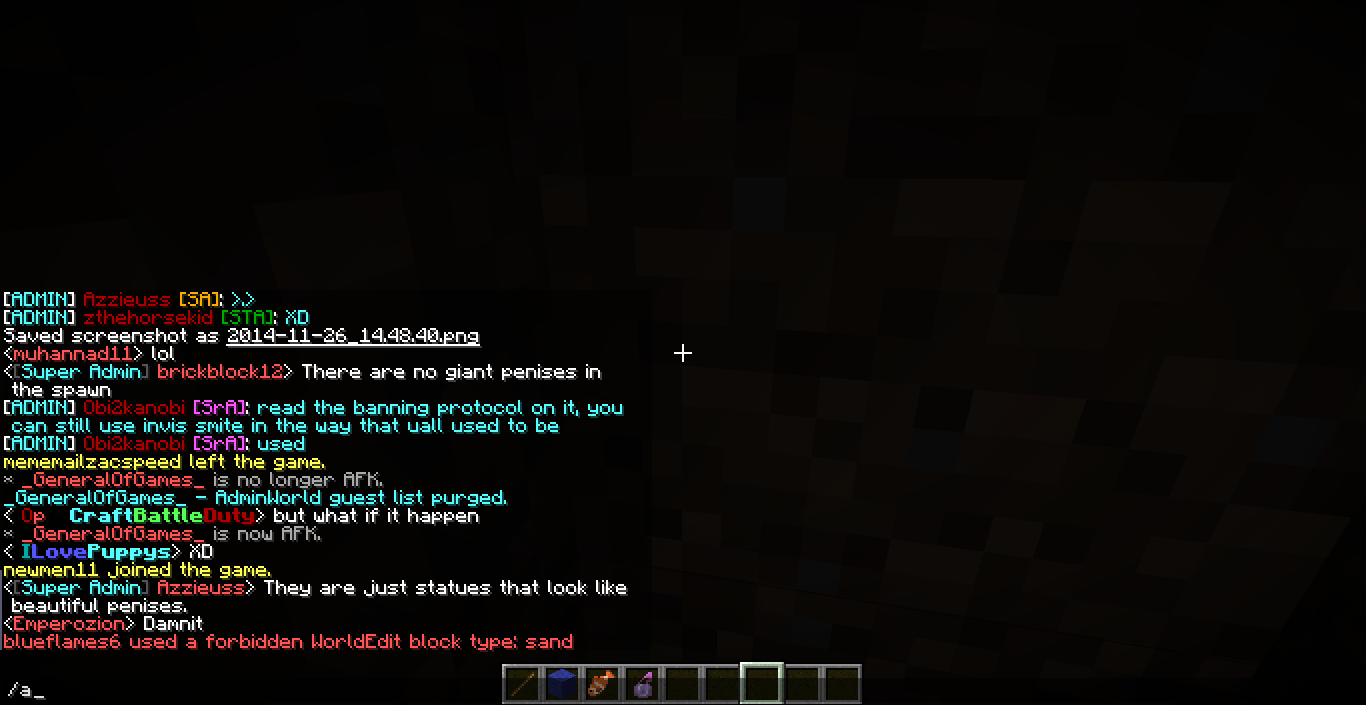 [ADMIN] Azzieuss [SA]: >.>
[ADMIN] zthehorsekid [STA]: XD
Saved screenshot as 2014-11-26_14.48.40.png
<muhannad11> lol
<[Super Admin] brickblock12> There are no giant penises in
the spawn
[ADMIN] Obi2kanobi [SrA]: read the banning protocol on it, you
can still use invis smite in the way that uall used to be
[ADMIN] Obi2kanobi [SrA]: used
mememailzacspeed left the game.
* _GeneralOfGames_ is no longer AFK.
_GeneralOfGames_ - AdminWorld guest list purged.
< Op CraftBattleDuty> but what if it happen
* _GeneralOfGames_ is now AFK.
< ILovePuppys> XD
newmen11 joined the game.
<[Super Admin] Azzieuss> They are just statues that look like
beautiful penises.
<Emperozion> Damnit
blueflames6 used a forbidden WorldEdit block type: sand
/a_